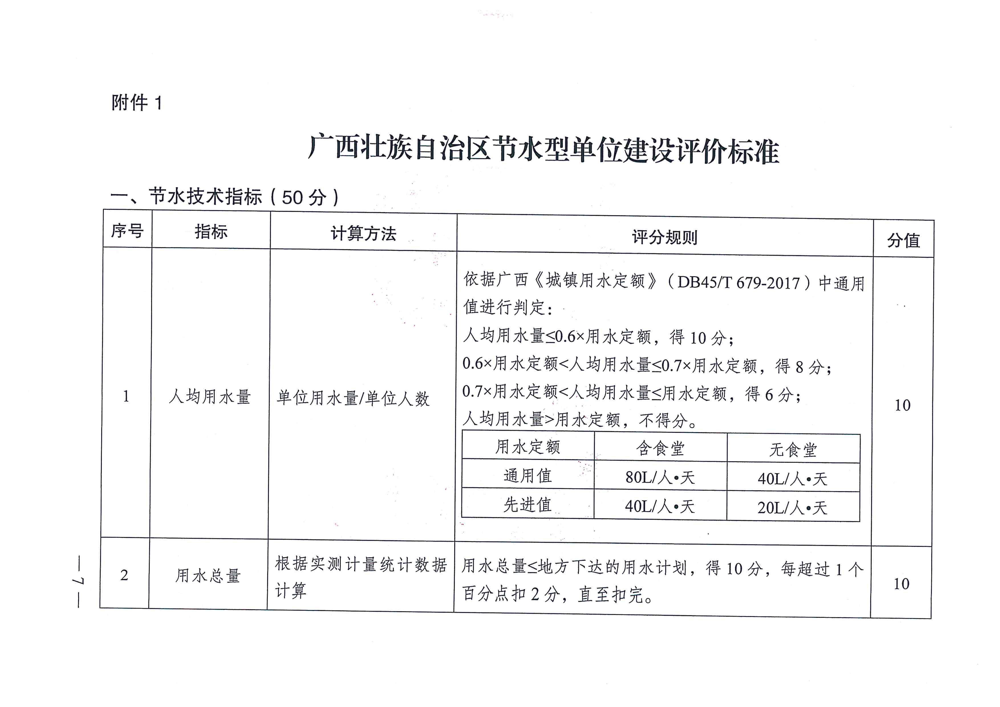 附件 1
广西壮族自治区节水型单位建设评价标准
一、节水技术指标（50 分）
序号 指标 计算方法 评分规则 分值
1 人均用水量 单位用水量/单位人数
依据广西《城镇用水定额》（DB45/T 679-2017）中通用
值进行判定：
人均用水量≤0.6×用水定额，得 10 分；
0.6×用水定额<人均用水量≤0.7×用水定额，得 8 分；
0.7×用水定额<人均用水量≤用水定额，得 6 分；
人均用水量>用水定额，不得分。
用水定额 含食堂 无食堂
通用值 80L/人•天 40L/人•天
先进值 40L/人•天 20L/人•天
10
2 用水总量
根据实测计量统计数据
计算
用水总量≤地方下达的用水计划，得 10 分，每超过 1 个
百分点扣 2 分，直至扣完。
10
— 7 —